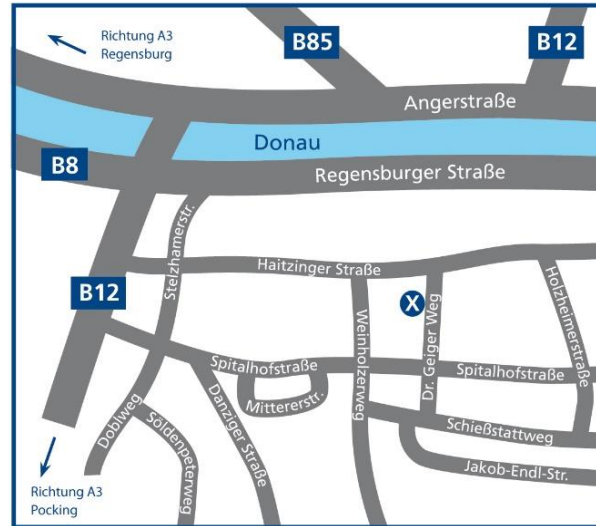 Richtung A3
Regensburg
B85
B12
Angerstraße
Donau
B8
Regensburger Straße
Stelzhamerstr.
Haitzinger Straße
B12
X
Weinholzerweg
Dr. Geiger Weg
Holzheimerstraße
Spitalhofstraße
Spitalhofstraße
Mittererstr.
Doblweg
Söldenpeterweg
Danziger Straße
Schießstattweg
Jakob-Endl-Str.
Richtung A3
Pocking